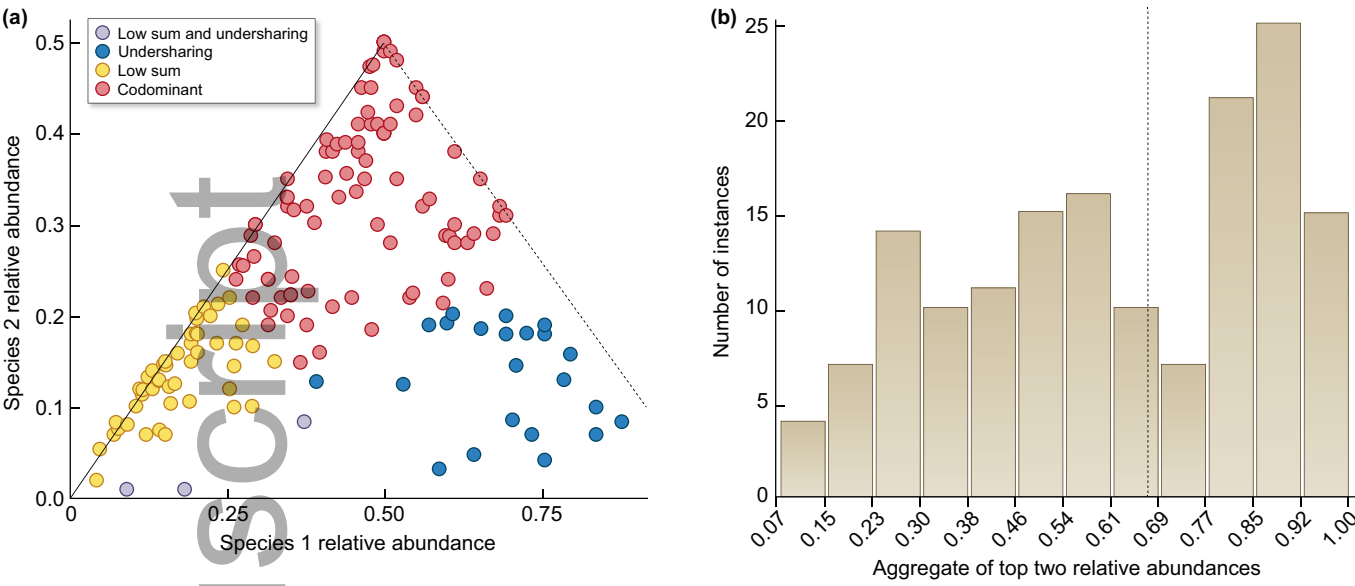 (a)
Low sum and undersharing
Undersharing
Low sum
Codominant
Species 2 relative abundance
0.5
0.4
0.3
0.2
0.1
0.0
0
0.25
0.50
0.75
Species 1 relative abundance
script
(b)
Number of instances
25
20
15
10
5
0
0.07
0.15
0.23
0.30
0.38
0.46
0.54
0.61
0.69
0.77
0.85
0.92
1.00
Aggregate of top two relative abundances